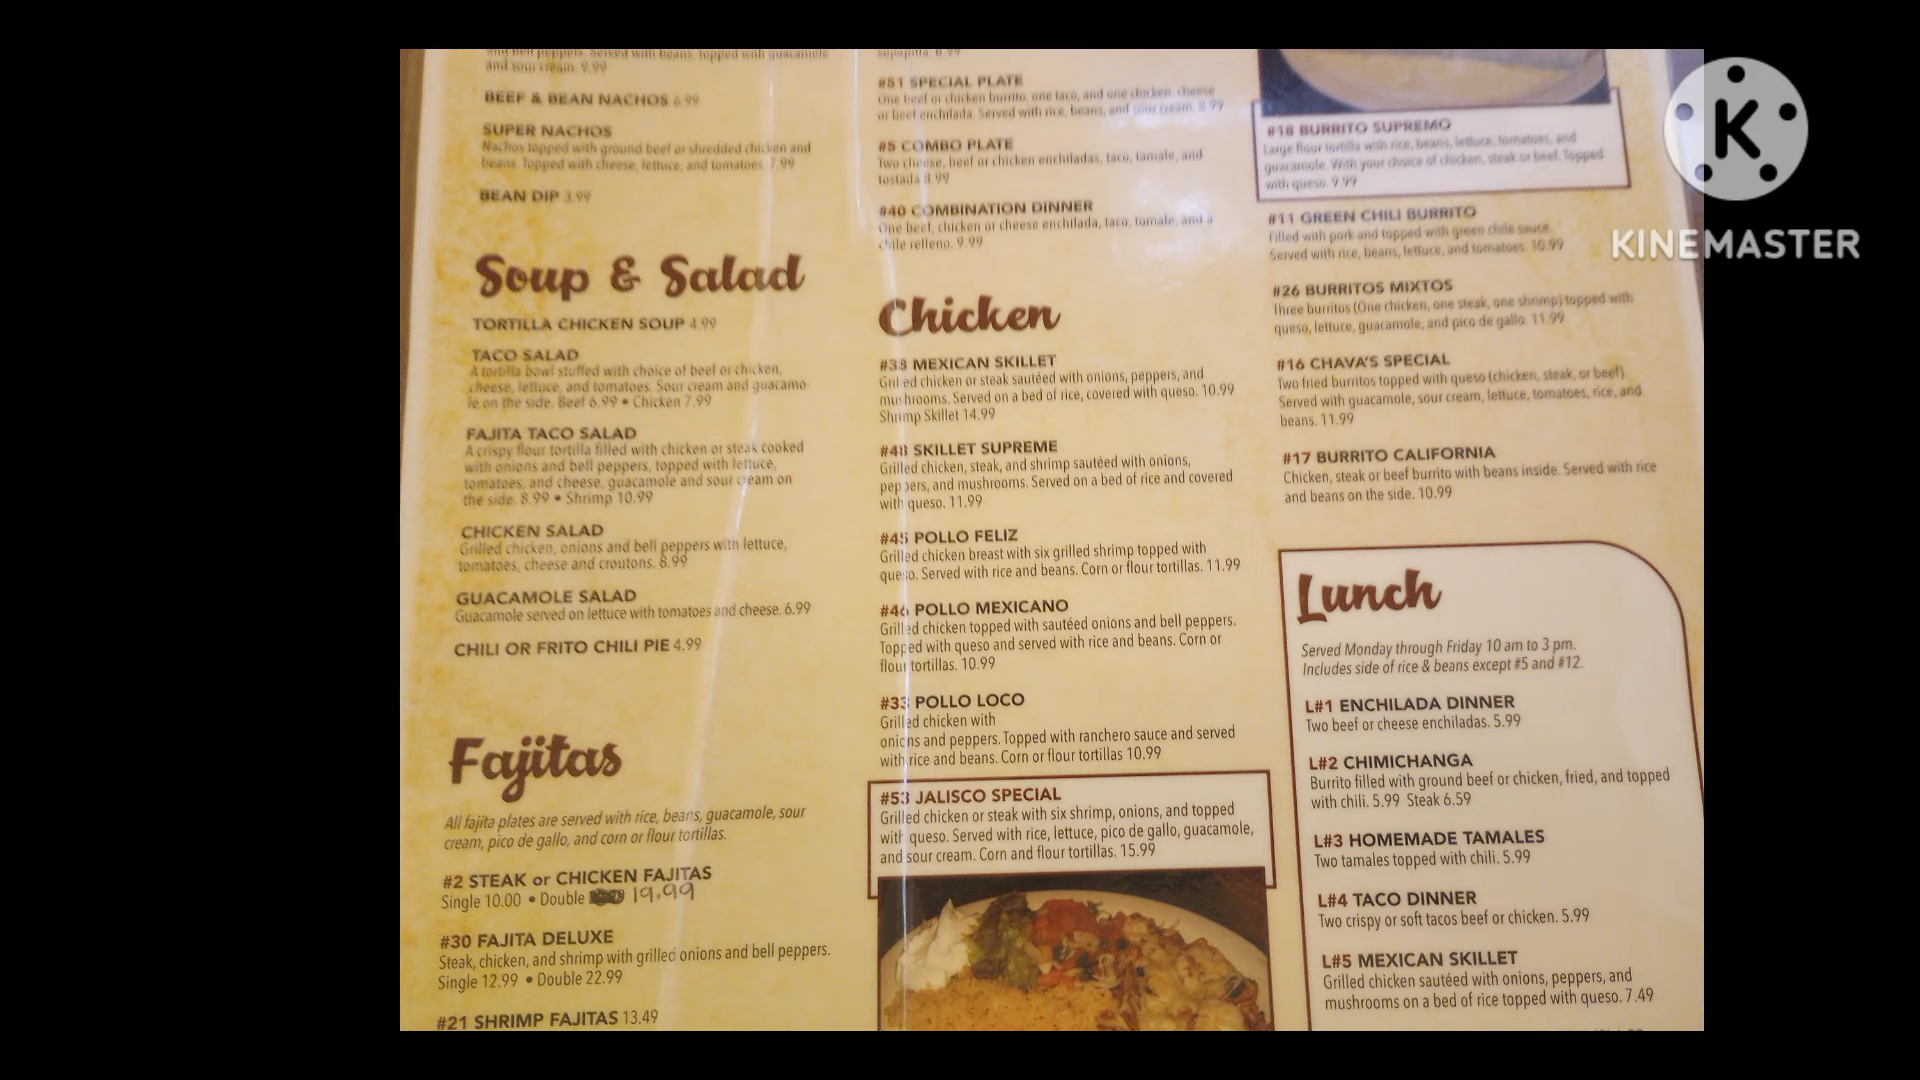 and bell peppers. Served with beans. Topped with guacamole
and sour cream. 9.99
BEEF & BEAN NACHOS 6.99
SUPER NACHOS
Nachos topped with ground beef or shredded chicken and
beans. Topped with cheese, lettuce, and tomatoes. 7.99
BEAN DIP 3.99
Soup & Salad
TORTILLA CHICKEN SOUP 4.99
TACO SALAD
A tortilla bowl stuffed with choice of beef or chicken,
cheese, lettuce, and tomatoes. Sour cream and guacamo-
le on the side. Beef 6.99 • Chicken 7.99
FAJITA TACO SALAD
A crispy flour tortilla filled with chicken or steak cooked
with onions and bell peppers, topped with lettuce,
tomatoes, and cheese, guacamole and sour cream on
the side. 8.99 • Shrimp 10.99
CHICKEN SALAD
Grilled chicken, onions and bell peppers with lettuce,
tomatoes, cheese and croutons. 8.99
GUACAMOLE SALAD
Guacamole served on lettuce with tomatoes and cheese. 6.99
CHILI OR FRITO CHILI PIE 4.99
Fajitas
All fajita plates are served with rice, beans, guacamole, sour
cream, pico de gallo, and corn or flour tortillas.
#2 STEAK or CHICKEN FAJITAS
Single 10.00 • Double 19.99
#30 FAJITA DELUXE
Steak, chicken, and shrimp with grilled onions and bell peppers.
Single 12.99 • Double 22.99
#21 SHRIMP FAJITAS 13.49
sopapilla. 8.99
#51 SPECIAL PLATE
One beef or chicken burrito, one taco, and one chicken, cheese
or beef enchilada. Served with rice, beans, and sour cream. 8.99
#5 COMBO PLATE
Two cheese, beef or chicken enchiladas, taco, tamale, and
tostada 8.99
#40 COMBINATION DINNER
One beef, chicken or cheese enchilada, taco, tomale, and a
chile relleno. 9.99
Chicken
#38 MEXICAN SKILLET
Grilled chicken or steak sautéed with onions, peppers, and
mushrooms. Served on a bed of rice, covered with queso. 10.99
Shrimp Skillet 14.99
#48 SKILLET SUPREME
Grilled chicken, steak, and shrimp sautéed with onions,
peppers, and mushrooms. Served on a bed of rice and covered
with queso. 11.99
#45 POLLO FELIZ
Grilled chicken breast with six grilled shrimp topped with
queso. Served with rice and beans. Corn or flour tortillas. 11.99
#46 POLLO MEXICANO
Grilled chicken topped with sautéed onions and bell peppers.
Topped with queso and served with rice and beans. Corn or
flour tortillas. 10.99
#33 POLLO LOCO
Grilled chicken with
onions and peppers. Topped with ranchero sauce and served
with rice and beans. Corn or flour tortillas 10.99
#53 JALISCO SPECIAL
Grilled chicken or steak with six shrimp, onions, and topped
with queso. Served with rice, lettuce, pico de gallo, guacamole,
and sour cream. Corn and flour tortillas. 15.99
#18 BURRITO SUPREMO
Large flour tortilla with rice, beans, lettuce, tomatoes, and
guacamole. With your choice of chicken, steak or beef. Topped
with queso. 9.99
#11 GREEN CHILI BURRITO
Filled with pork and topped with green chile sauce.
Served with rice, beans, lettuce, and tomatoes. 10.99
#26 BURRITOS MIXTOS
Three burritos (One chicken, one steak, one shrimp) topped with
queso, lettuce, guacamole, and pico de gallo. 11.99
#16 CHAVA'S SPECIAL
Two fried burritos topped with queso (chicken, steak, or beef).
Served with guacamole, sour cream, lettuce, tomatoes, rice, and
beans. 11.99
#17 BURRITO CALIFORNIA
Chicken, steak or beef burrito with beans inside. Served with rice
and beans on the side. 10.99
Lunch
Served Monday through Friday 10 am to 3 pm.
Includes side of rice & beans except #5 and #12.
L#1 ENCHILADA DINNER
Two beef or cheese enchiladas. 5.99
L#2 CHIMICHANGA
Burrito filled with ground beef or chicken, fried, and topped
with chili. 5.99 Steak 6.59
L#3 HOMEMADE TAMALES
Two tamales topped with chili. 5.99
L#4 TACO DINNER
Two crispy or soft tacos beef or chicken. 5.99
L#5 MEXICAN SKILLET
Grilled chicken sautéed with onions, peppers, and
mushrooms on a bed of rice topped with queso. 7.49
K
KINEMASTER